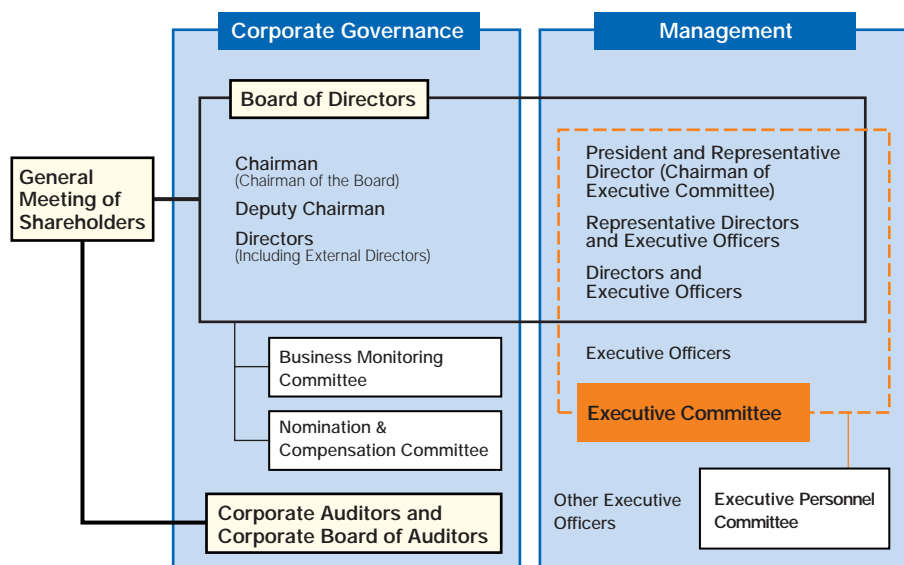 Corporate Governance
Management
Board of Directors
General
Meeting of
Shareholders
Chairman
(Chairman of the Board)
Deputy Chairman
Directors
(Including External Directors)
President and Representative
Director (Chairman of
Executive Committee)
Representative Directors
and Executive Officers
Directors and
Executive Officers
Business Monitoring
Committee
Executive Officers
Nomination &
Compensation Committee
Executive Committee
Corporate Auditors and
Corporate Board of Auditors
Other Executive
Officers
Executive Personnel
Committee